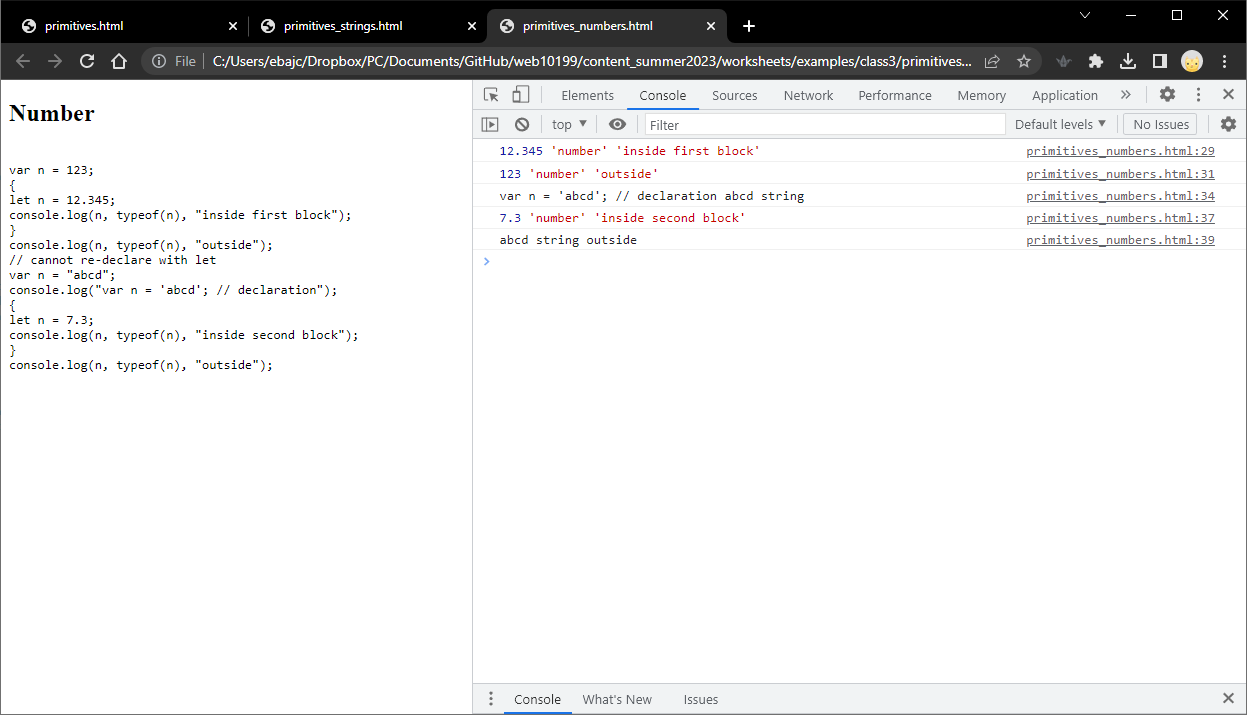 primitives.html
primitives_strings.html
primitives_numbers.html
File
C:/Users/ebajc/Dropbox/PC/Documents/GitHub/web10199/content_summer2023/worksheets/examples/class3/primitives...
Number
var n = 123;
{
let n = 12.345;
console.log(n, typeof(n), "inside first block");
}
console.log(n, typeof(n), "outside");
// cannot re-declare with let
var n = "abcd";
console.log("var n = 'abcd'; // declaration");
{
let n = 7.3;
console.log(n, typeof(n), "inside second block");
}
console.log(n, typeof(n), "outside");
Elements Console Sources Network Performance Memory Application »
top Filter Default levels No Issues
12.345 'number' 'inside first block' primitives_numbers.html:29
123 'number' 'outside' primitives_numbers.html:31
var n = 'abcd'; // declaration abcd string primitives_numbers.html:34
7.3 'number' 'inside second block' primitives_numbers.html:37
abcd string outside primitives_numbers.html:39
Console What's New Issues